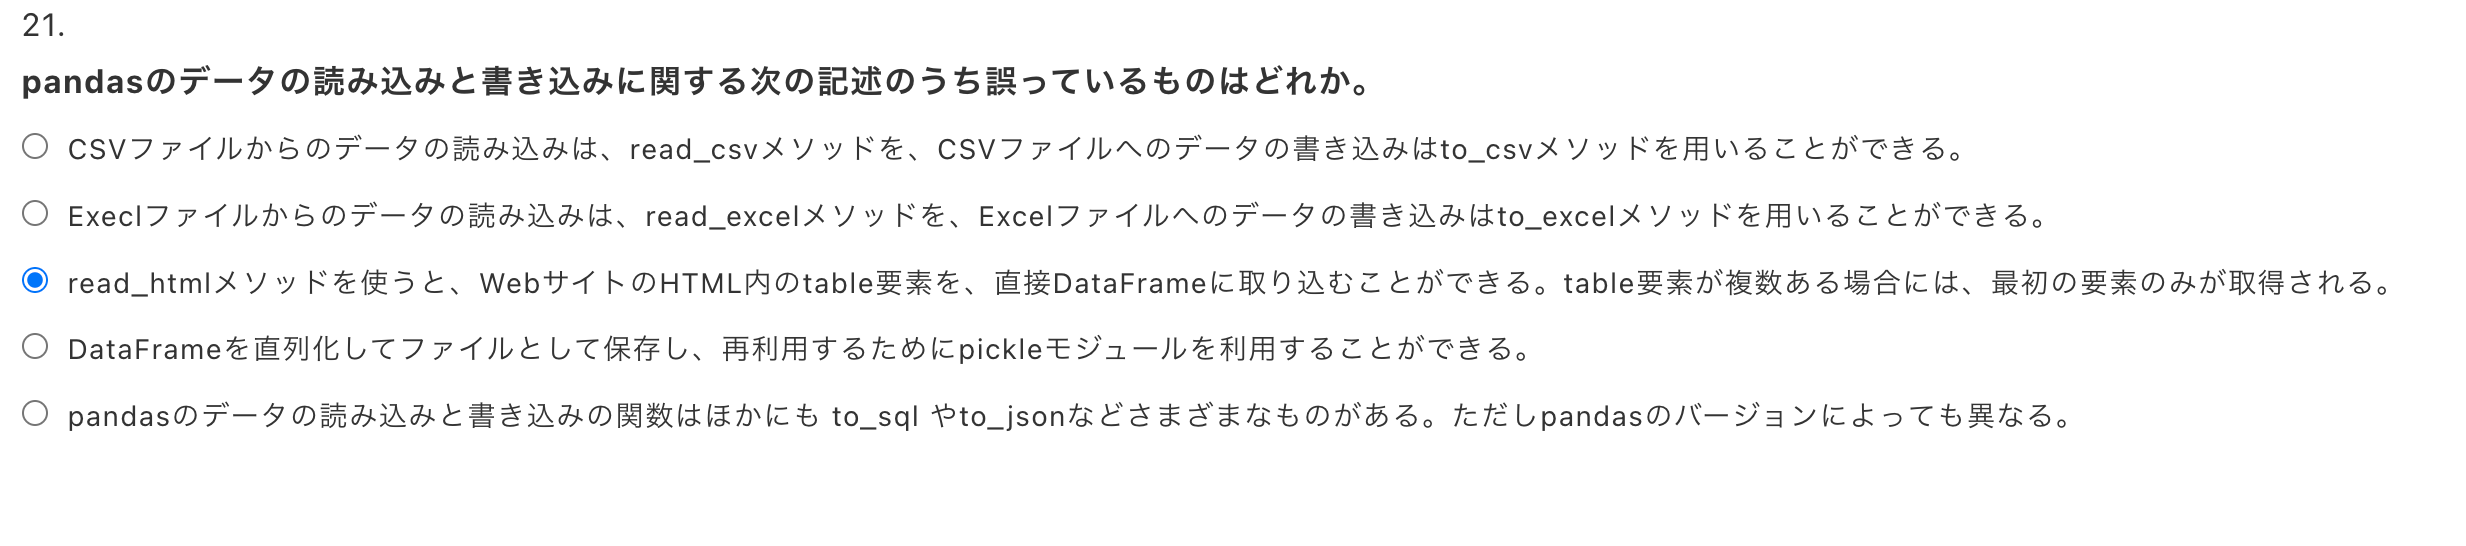 21.
pandasのデータの読み込みと書き込みに関する次の記述のうち誤っているものはどれか。
CSVファイルからのデータの読み込みは、read_csvメソッドを、CSVファイルへのデータの書き込みはto_csvメソッドを用いることができる。
Execlファイルからのデータの読み込みは、read_excelメソッドを、Excelファイルへのデータの書き込みはto_excelメソッドを用いることができる。
read_htmlメソッドを使うと、WebサイトのHTML内のtable要素を、直接DataFrameに取り込むことができる。table要素が複数ある場合には、最初の要素のみが取得される。
DataFrameを直列化してファイルとして保存し、再利用するためにpickleモジュールを利用することができる。
pandasのデータの読み込みと書き込みの関数はほかにも to_sql やto_jsonなどさまざまなものがある。ただしpandasのバージョンによっても異なる。